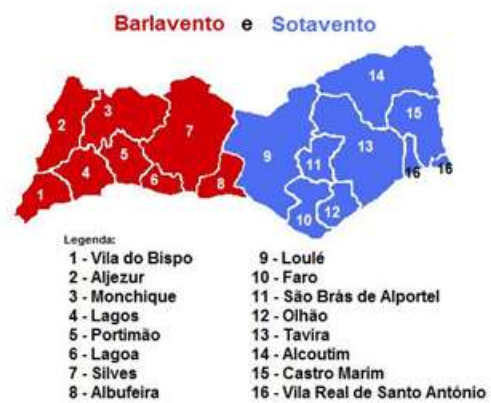 Barlavento e Sotavento
14
2
3
7
15
9
13
5
11
4
16
16
6
8
1
10
12
Legenda:
1 - Vila do Bispo
2 - Aljezur
3 - Monchique
4 - Lagos
5 - Portimão
6 - Lagoa
7 - Silves
8 - Albufeira
9 - Loulé
10 - Faro
11 - São Brás de Alportel
12 - Olhão
13 - Tavira
14 - Alcoutim
15 - Castro Marim
16 - Vila Real de Santo António